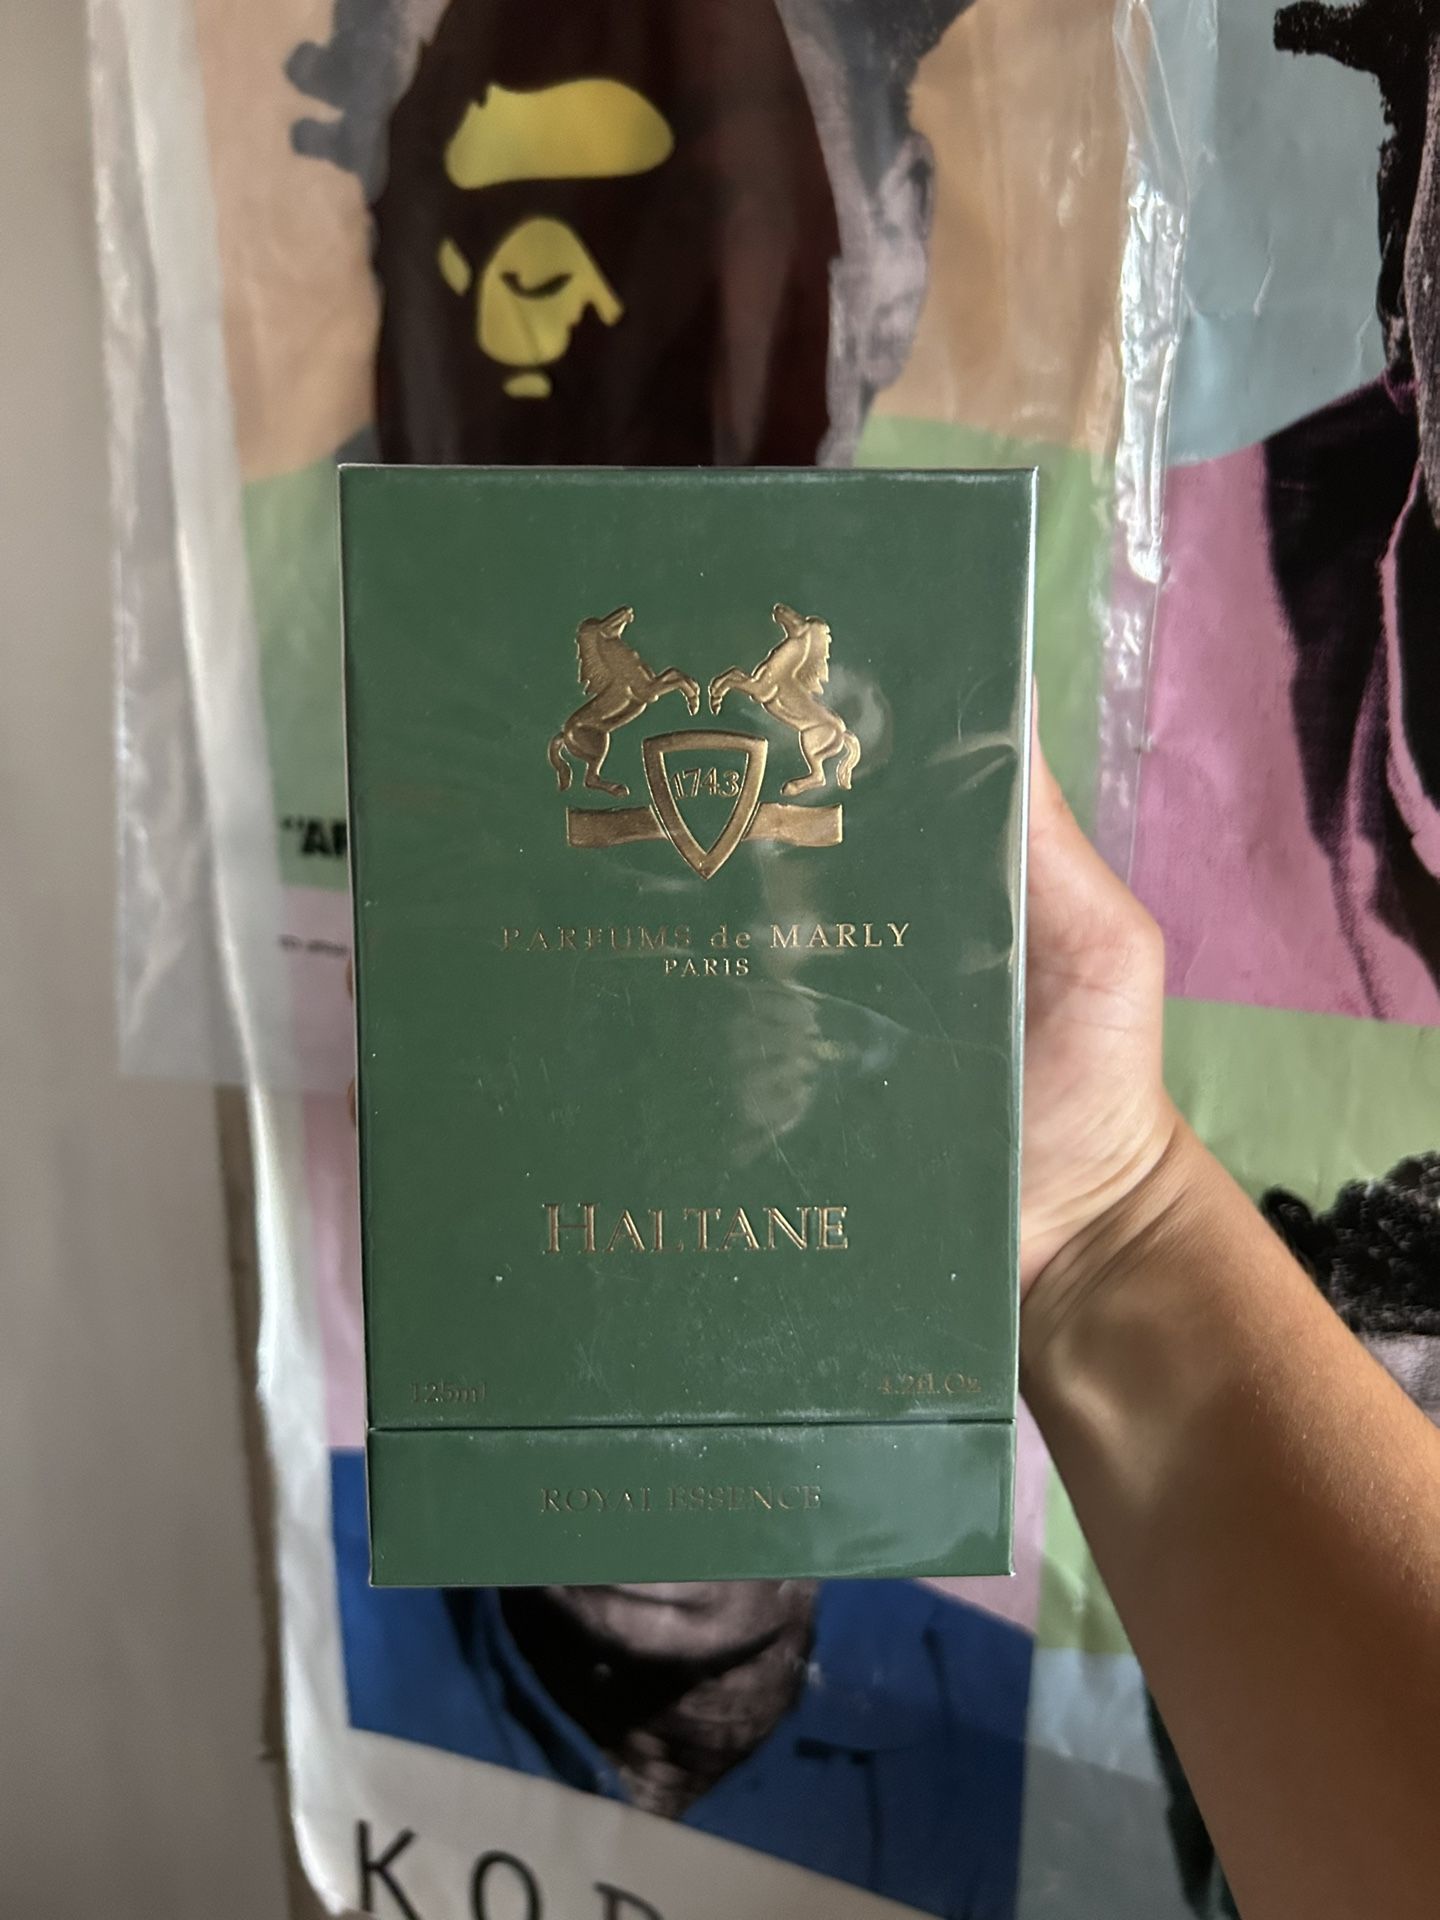 1743
PARFUMS de MARLY
PARIS
HALTANE
125ml 4.2fl.Oz
ROYAL ESSENCE